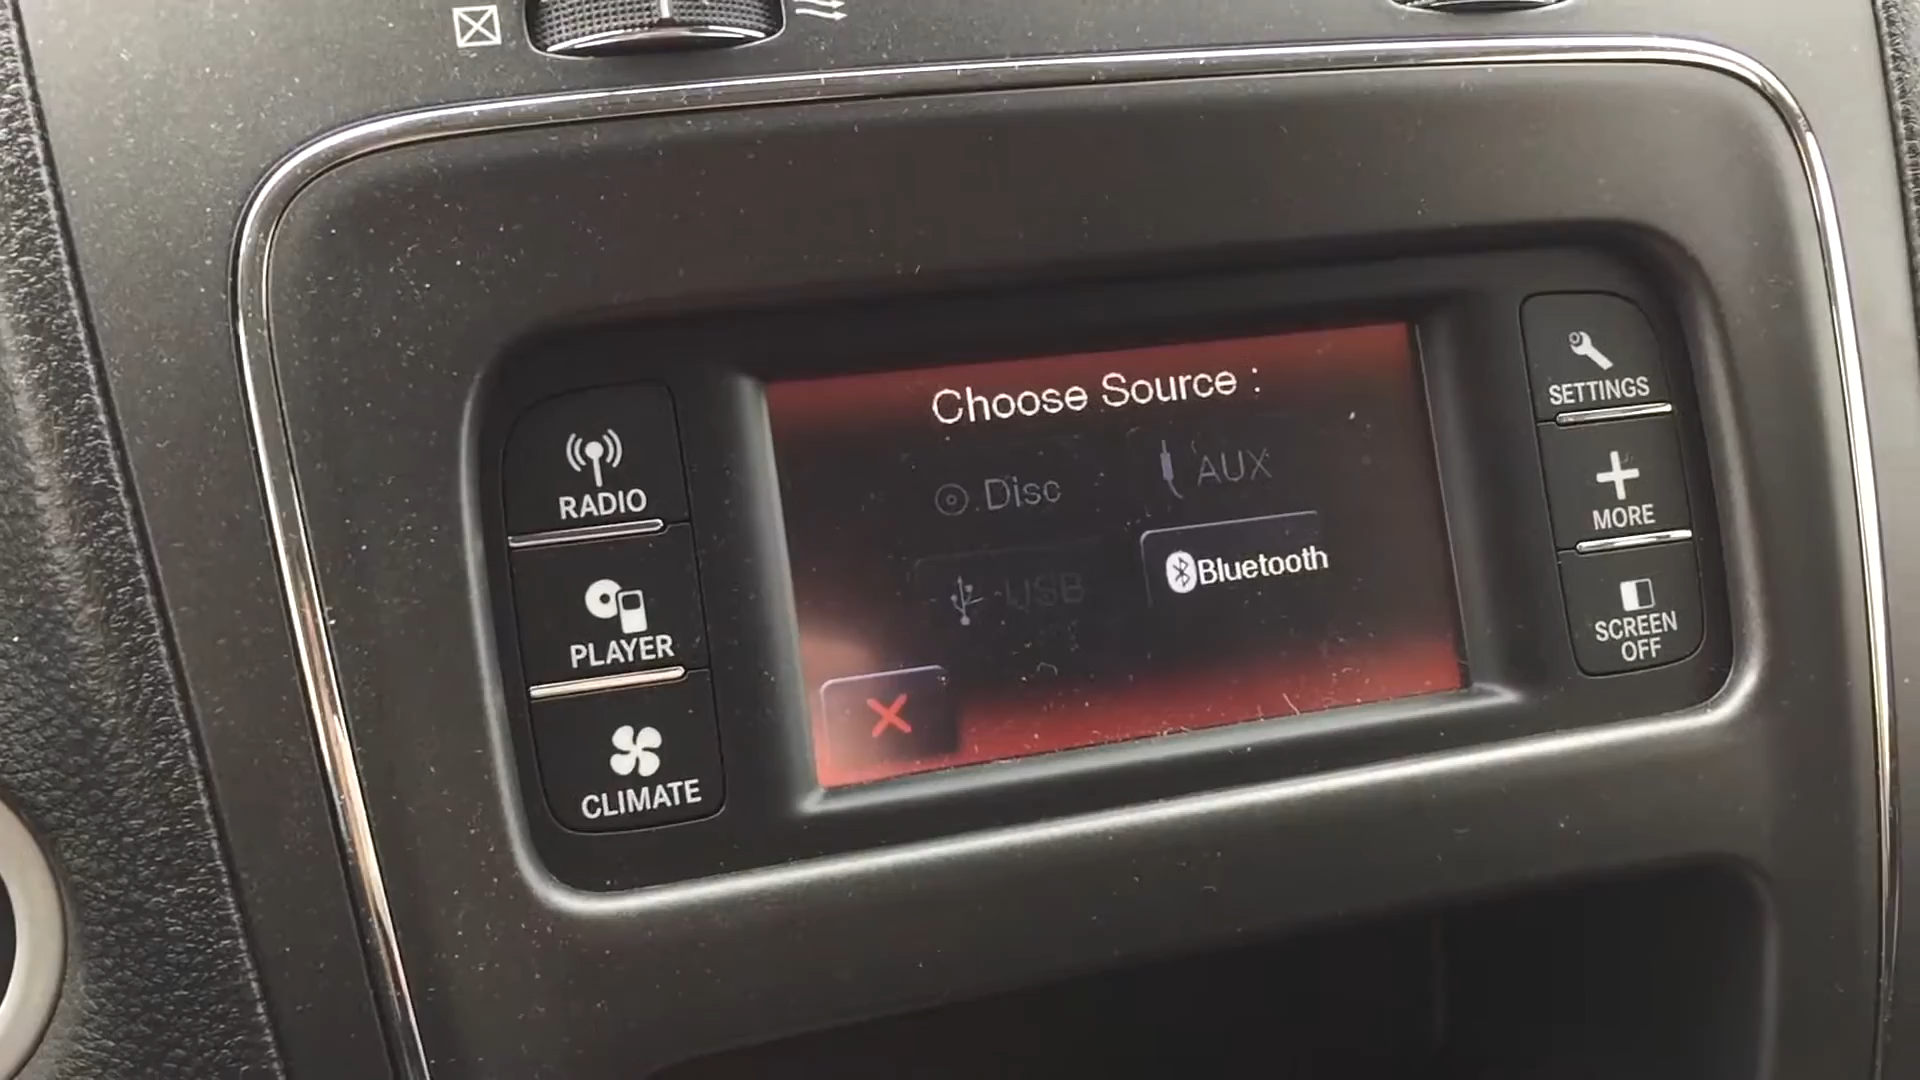 RADIO
PLAYER
CLIMATE
Choose Source :
Disc
AUX
USB
Bluetooth
SETTINGS
MORE
SCREEN
OFF